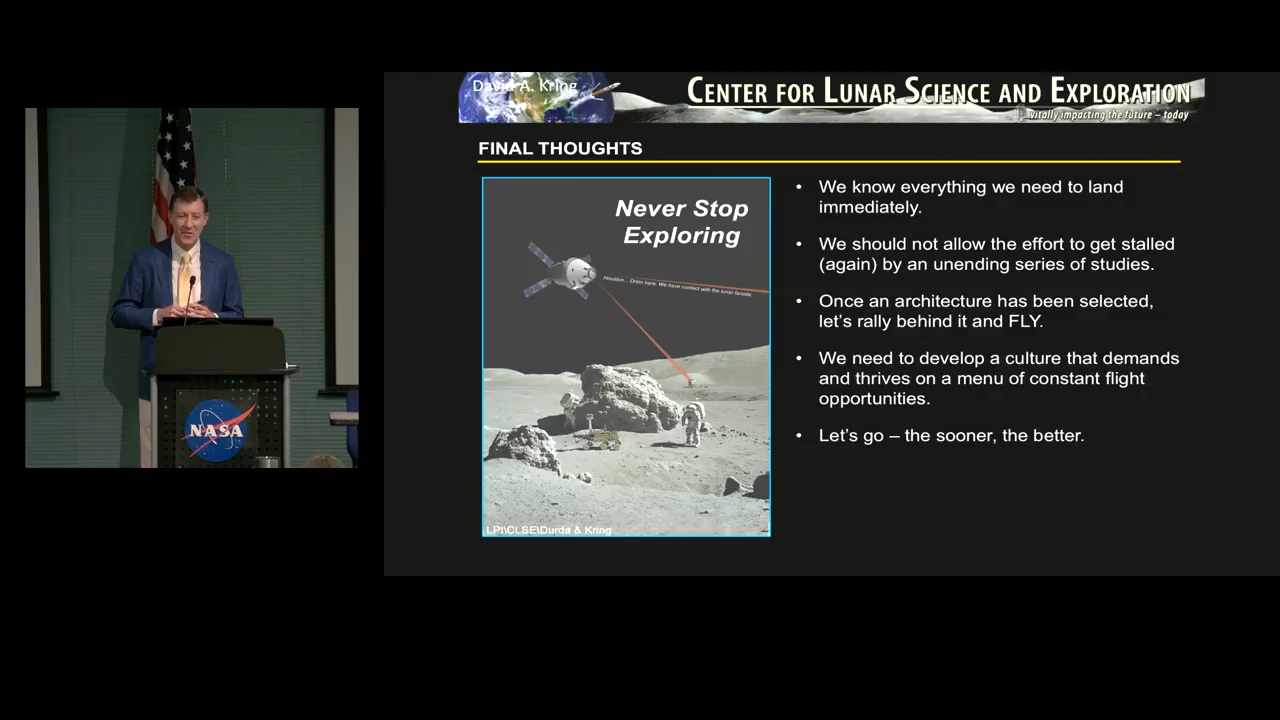 David A. Kring
CENTER FOR LUNAR SCIENCE AND EXPLORATION
vitally impacting the future – today
FINAL THOUGHTS
Never Stop
Exploring
Houston... Orion here. We have contact with the lunar farside.
LPI\CLSE\Durda & Kring
• We know everything we need to land
immediately.
• We should not allow the effort to get stalled
(again) by an unending series of studies.
• Once an architecture has been selected,
let’s rally behind it and FLY.
• We need to develop a culture that demands
and thrives on a menu of constant flight
opportunities.
• Let’s go – the sooner, the better.
NASA